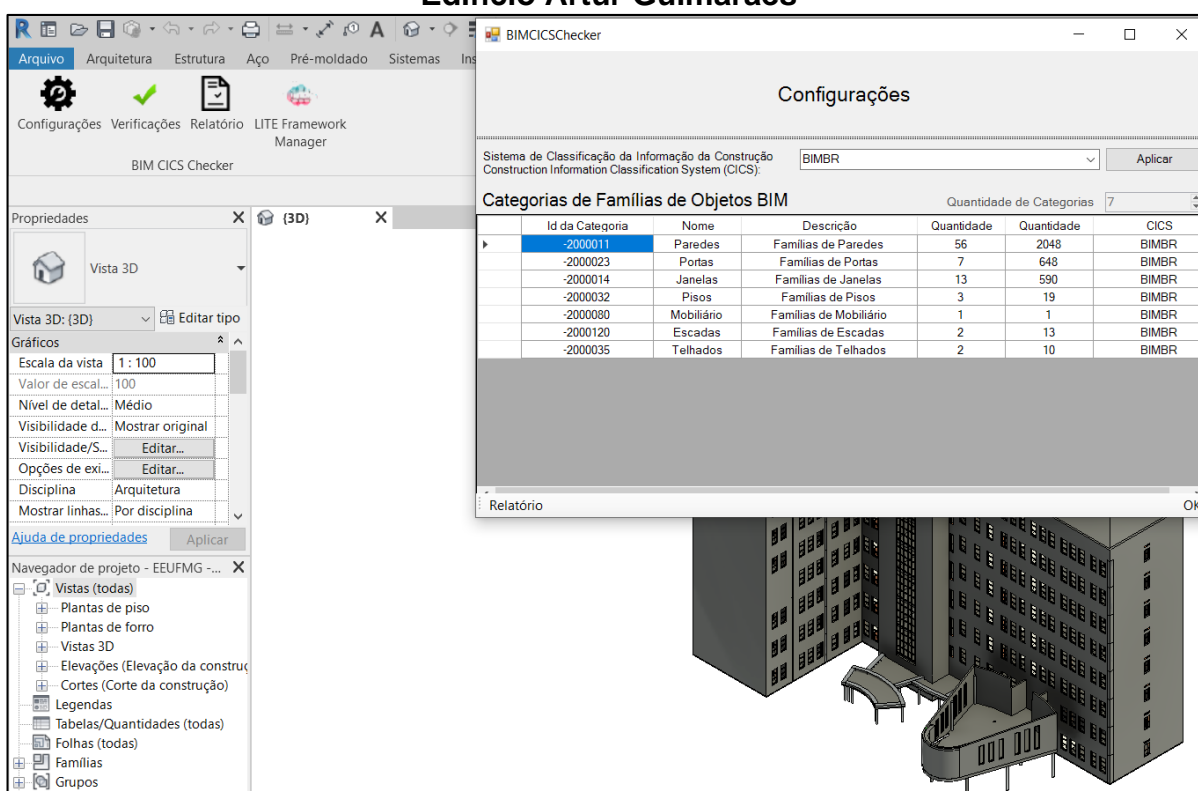 Edifício Artur Guimarães
Arquivo Arquitetura Estrutura Aço Pré-moldado Sistemas Ins
Configurações Verificações Relatório LITE Framework Manager
BIM CICS Checker
Propriedades
{3D}
Vista 3D
Vista 3D: {3D} Editar tipo
Gráficos
Escala da vista 1 : 100
Valor de escal... 100
Nível de detal... Médio
Visibilidade d... Mostrar original
Visibilidade/S... Editar...
Opções de exi... Editar...
Disciplina Arquitetura
Mostrar linhas... Por disciplina
Ajuda de propriedades Aplicar
Navegador de projeto - EEUFMG -...
Vistas (todas)
Plantas de piso
Plantas de forro
Vistas 3D
Elevações (Elevação da construç
Cortes (Corte da construção)
Legendas
Tabelas/Quantidades (todas)
Folhas (todas)
Famílias
Grupos
BIMCICSChecker
Configurações
Sistema de Classificação da Informação da Construção
Construction Information Classification System (CICS):
BIMBR Aplicar
Categorias de Famílias de Objetos BIM Quantidade de Categorias 7
Id da Categoria Nome Descrição Quantidade Quantidade CICS
-2000011 Paredes Famílias de Paredes 56 2048 BIMBR
-2000023 Portas Famílias de Portas 7 648 BIMBR
-2000014 Janelas Famílias de Janelas 13 590 BIMBR
-2000032 Pisos Famílias de Pisos 3 19 BIMBR
-2000080 Mobiliário Famílias de Mobiliário 1 1 BIMBR
-2000120 Escadas Famílias de Escadas 2 13 BIMBR
-2000035 Telhados Famílias de Telhados 2 10 BIMBR
Relatório OK